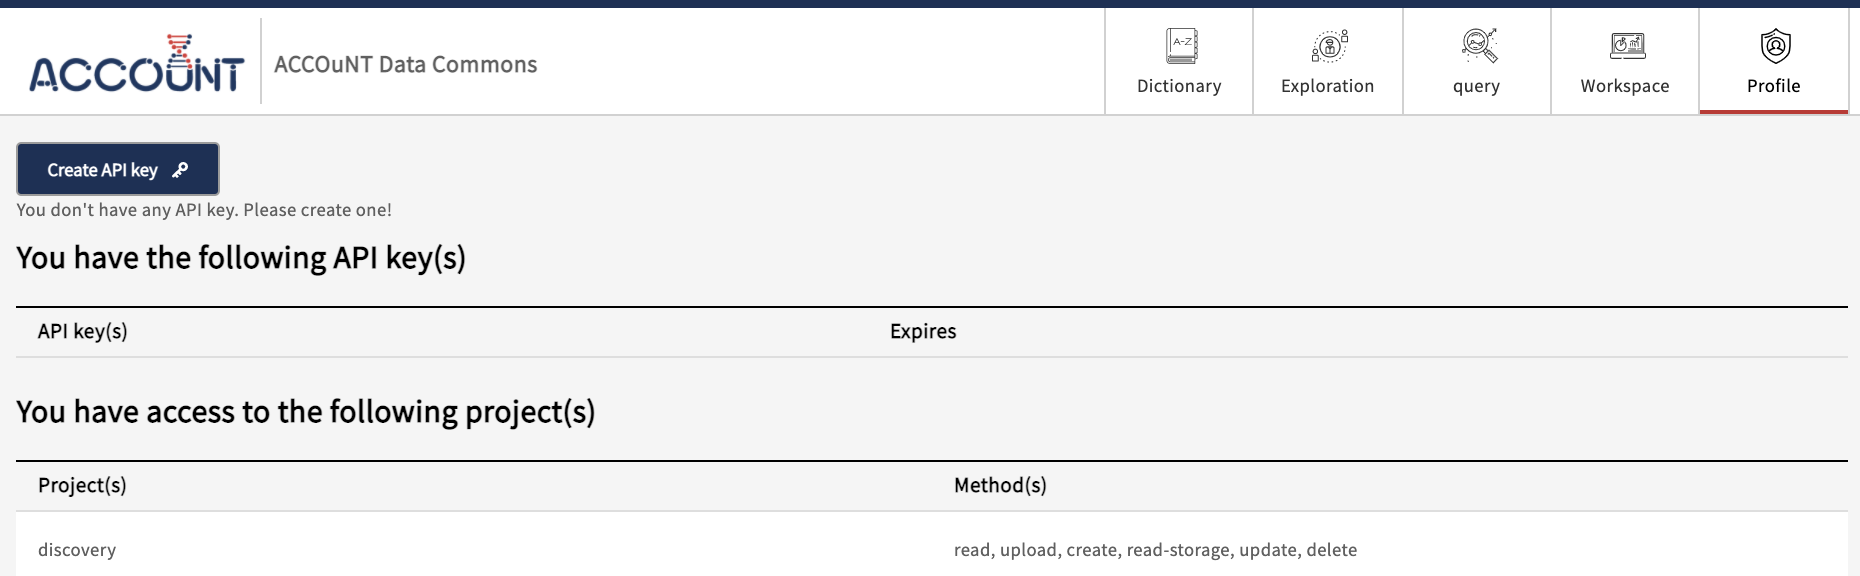 ACCOuNT
ACCOuNT Data Commons
A-Z
Dictionary
Exploration
query
Workspace
Profile
Create API key
You don't have any API key. Please create one!
You have the following API key(s)
API key(s) Expires
You have access to the following project(s)
Project(s) Method(s)
discovery read, upload, create, read-storage, update, delete